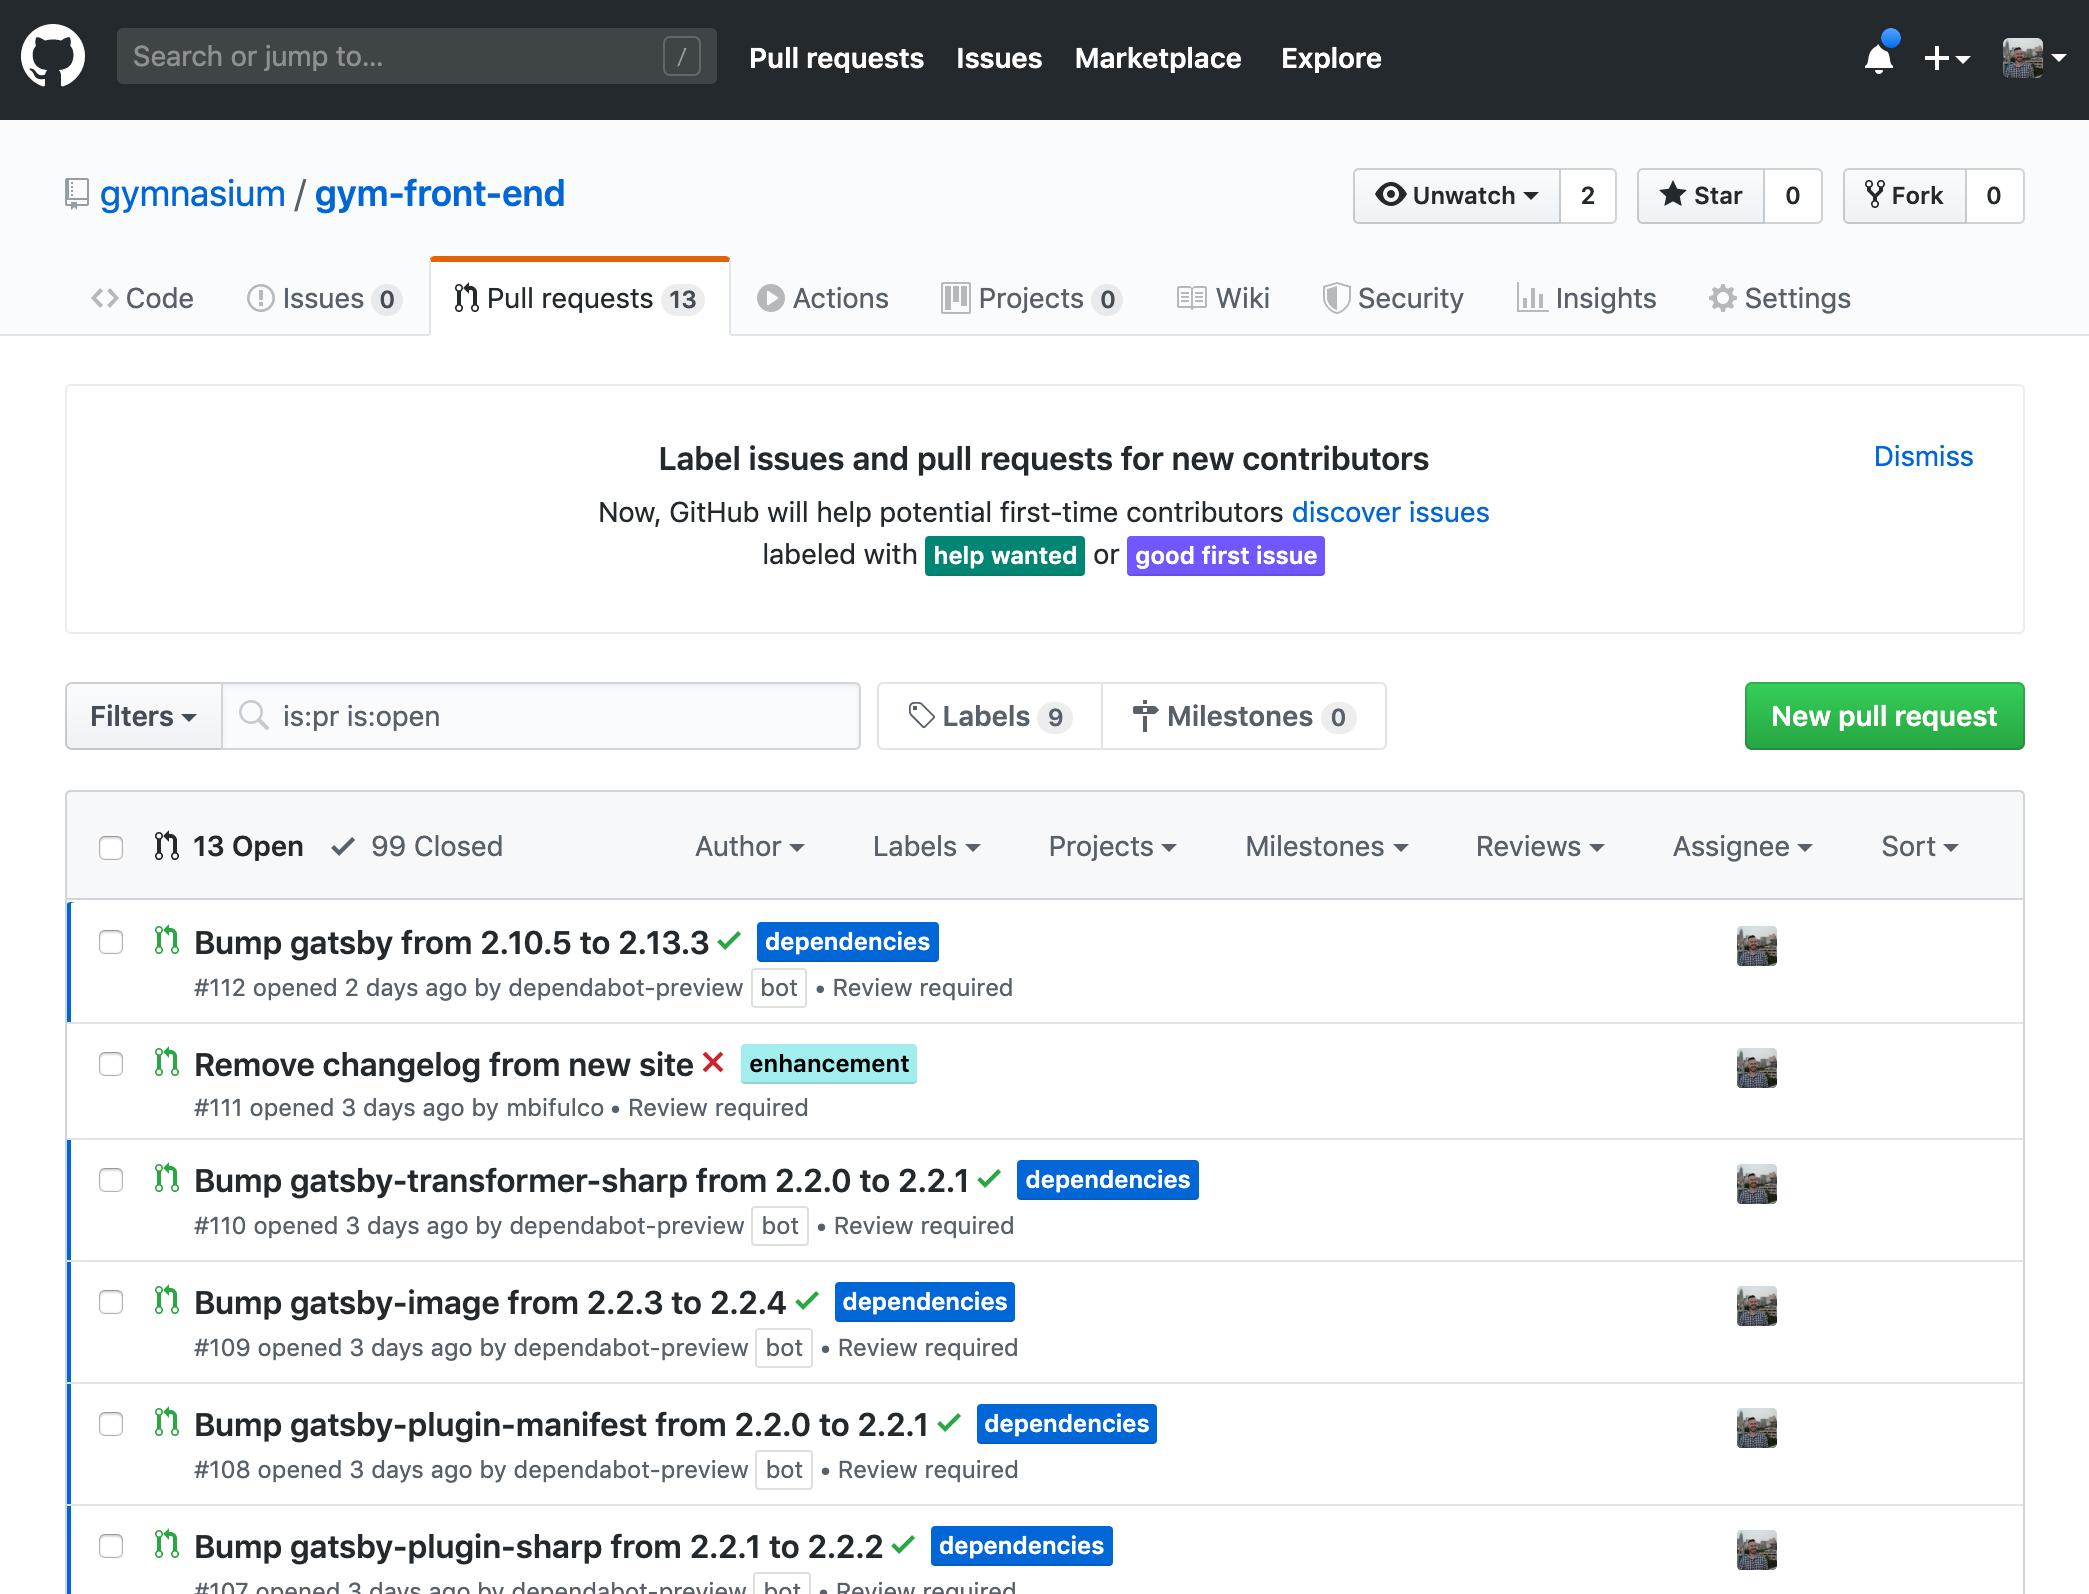 Search or jump to... /
Pull requests Issues Marketplace Explore
gymnasium / gym-front-end
Unwatch 2 Star 0 Fork 0
Code Issues 0 Pull requests 13 Actions Projects 0 Wiki Security Insights Settings
Label issues and pull requests for new contributors
Dismiss
Now, GitHub will help potential first-time contributors discover issues
labeled with help wanted or good first issue
Filters is:pr is:open Labels 9 Milestones 0 New pull request
13 Open 99 Closed Author Labels Projects Milestones Reviews Assignee Sort
Bump gatsby from 2.10.5 to 2.13.3 dependencies
#112 opened 2 days ago by dependabot-preview bot • Review required
Remove changelog from new site enhancement
#111 opened 3 days ago by mbifulco • Review required
Bump gatsby-transformer-sharp from 2.2.0 to 2.2.1 dependencies
#110 opened 3 days ago by dependabot-preview bot • Review required
Bump gatsby-image from 2.2.3 to 2.2.4 dependencies
#109 opened 3 days ago by dependabot-preview bot • Review required
Bump gatsby-plugin-manifest from 2.2.0 to 2.2.1 dependencies
#108 opened 3 days ago by dependabot-preview bot • Review required
Bump gatsby-plugin-sharp from 2.2.1 to 2.2.2 dependencies
#107 opened 3 days ago by dependabot-preview bot • Review required